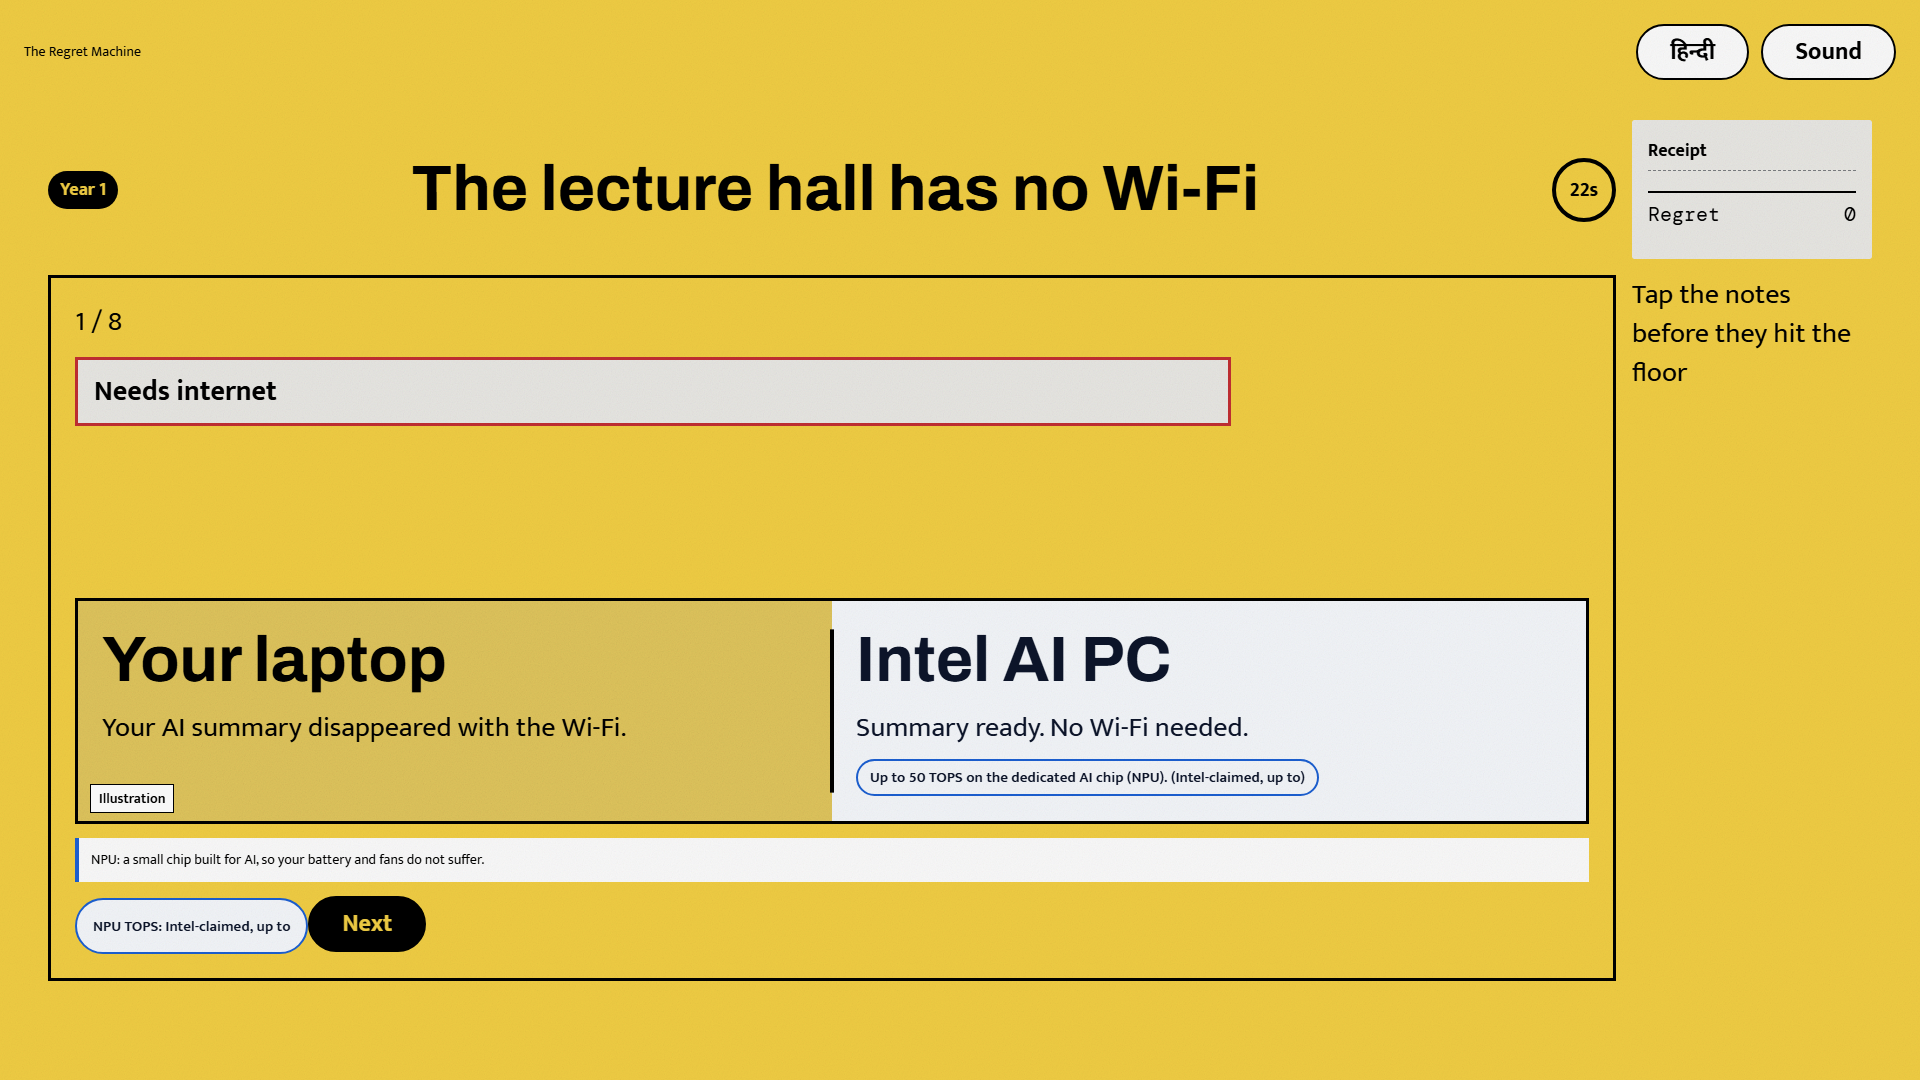 The Regret Machine
हिन्दी
Sound
Year 1
The lecture hall has no Wi-Fi
22s
Receipt
Regret 0
Tap the notes
before they hit the
floor
1 / 8
Needs internet
Your laptop
Your AI summary disappeared with the Wi-Fi.
Illustration
Intel AI PC
Summary ready. No Wi-Fi needed.
Up to 50 TOPS on the dedicated AI chip (NPU). (Intel-claimed, up to)
NPU: a small chip built for AI, so your battery and fans do not suffer.
NPU TOPS: Intel-claimed, up to
Next